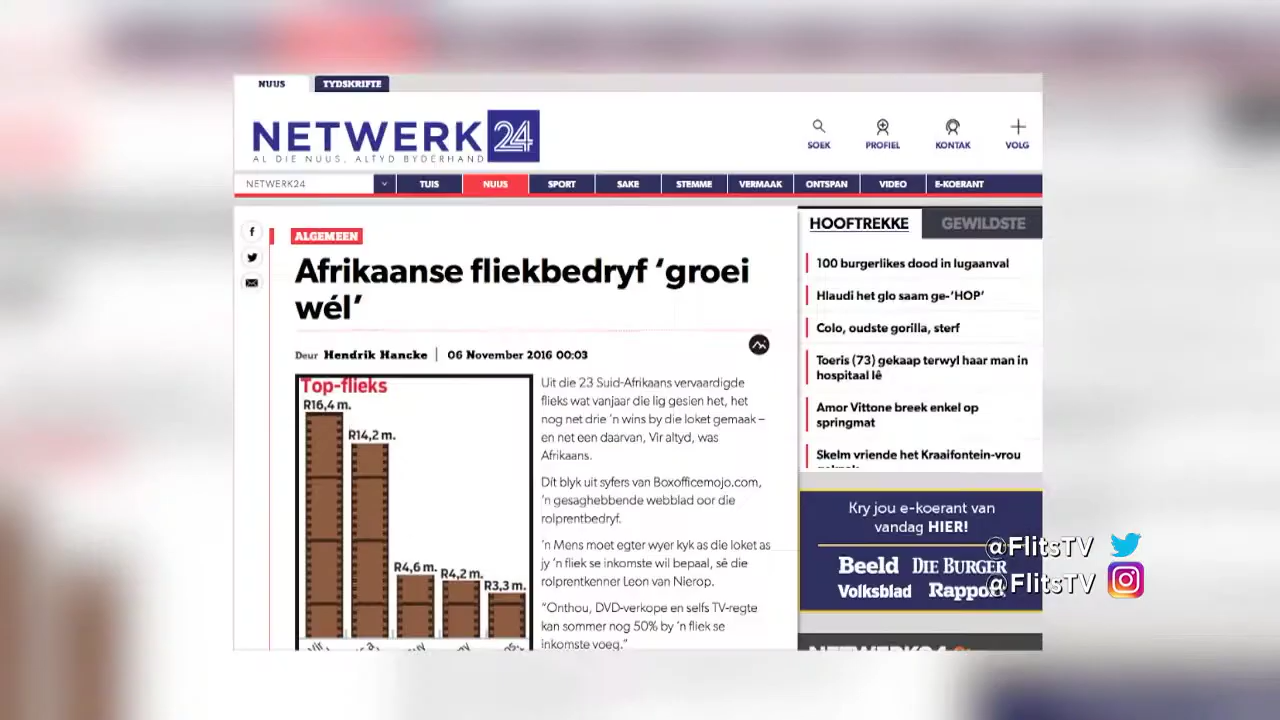 NUUS
TYDSKRIFTE
NETWERK24
AL DIE NUUS, ALTYD BYDERHAND
SOEK
PROFIEL
KONTAK
VOLG
NETWERK24
TUIS
NUUS
SPORT
SAKE
STEMME
VERMAAK
ONTSPAN
VIDEO
E-KOERANT
ALGEMEEN
Afrikaanse fliekbedryf ‘groei
wél’
Deur Hendrik Hancke | 06 November 2016 00:03
Top-flieks
R16,4 m.
R14,2 m.
R4,6 m.
R4,2 m.
R3,3 m.
Uit die 23 Suid-Afrikaans vervaardigde
flieks wat vanjaar die lig gesien het, het
nog net drie ’n wins by die loket gemaak –
en net een daarvan, Vir altyd, was
Afrikaans.
Dít blyk uit syfers van Boxofficemojo.com,
’n gesaghebbende webblad oor die
rolprentbedryf.
’n Mens moet egter wyer kyk as die loket as
jy ’n fliek se inkomste wil bepaal, sê die
rolprentkenner Leon van Nierop.
“Onthou, DVD-verkope en selfs TV-regte
kan sommer nog 50% by ’n fliek se
inkomste voeg.”
HOOFTREKKE
GEWILDSTE
100 burgerlikes dood in lugaanval
Hlaudi het glo saam ge-‘HOP’
Colo, oudste gorilla, sterf
Toeris (73) gekaap terwyl haar man in
hospitaal lê
Amor Vittone breek enkel op
springmat
Skelm vriende het Kraaifontein-vrou
Kry jou e-koerant van
vandag HIER!
Beeld DIE BURGER
Volksblad Rapport
NETWERK24
@FlitsTV
@FlitsTV